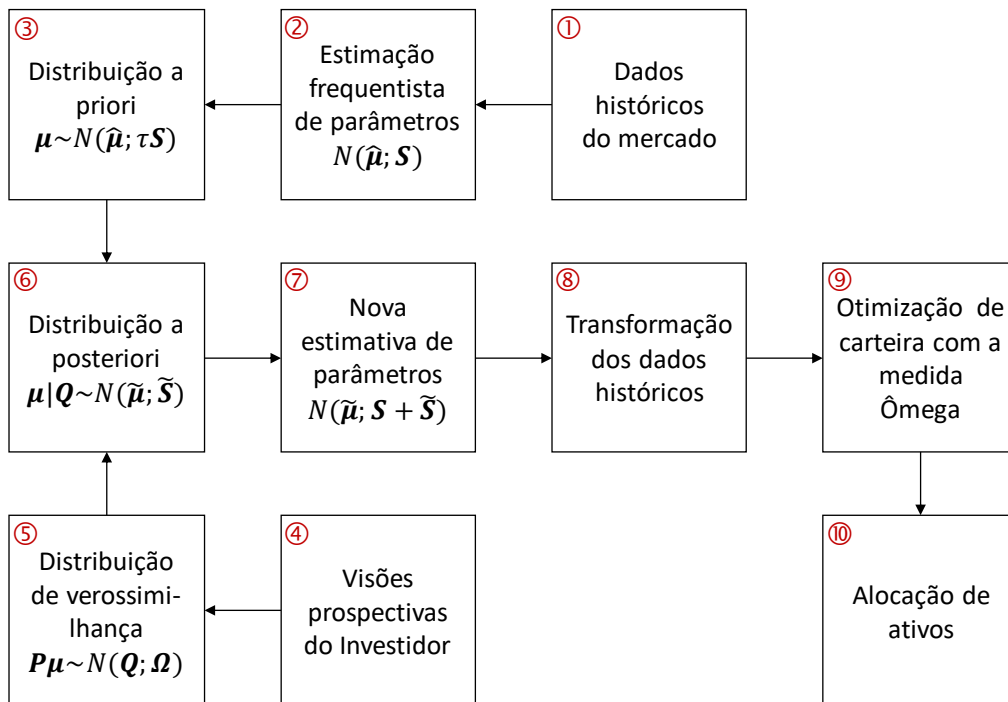 ③
Distribuição a
priori
μ~N(μ̂; τS)
②
Estimação
frequentista
de parâmetros
N(μ̂; S)
①
Dados
históricos
do mercado
⑥
Distribuição a
posteriori
μ|Q~N(μ̃; S̃)
⑦
Nova
estimativa de
parâmetros
N(μ̃; S + S̃)
⑧
Transformação
dos dados
históricos
⑨
Otimização de
carteira com a
medida
Ômega
⑤
Distribuição
de verossimi-
lhança
Pμ~N(Q; Ω)
④
Visões
prospectivas
do Investidor
⑩
Alocação de
ativos